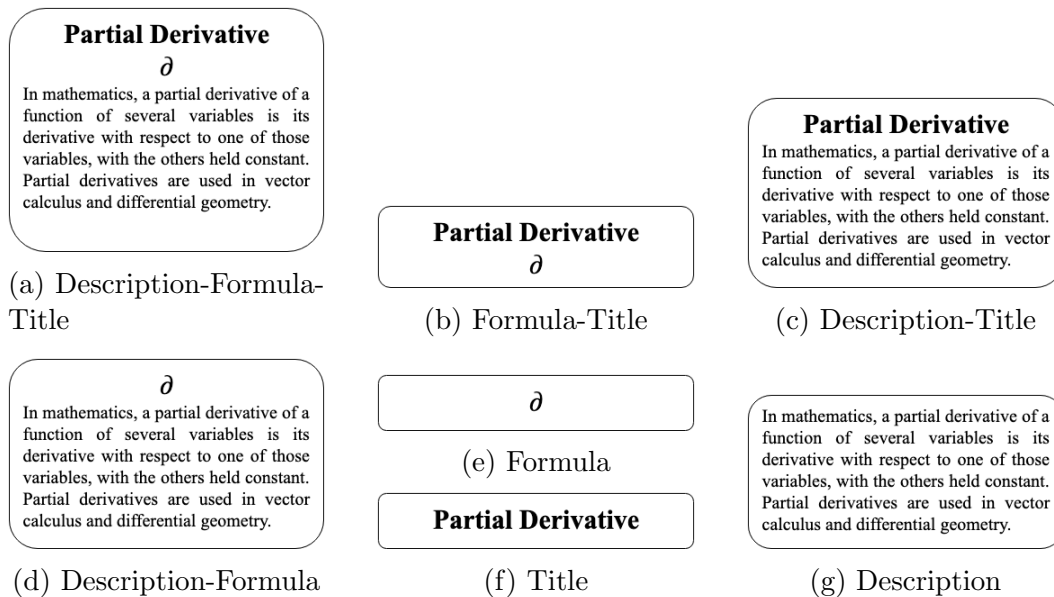 Partial Derivative
∂
In mathematics, a partial derivative of a
function of several variables is its
derivative with respect to one of those
variables, with the others held constant.
Partial derivatives are used in vector
calculus and differential geometry.
(a) Description-Formula-
Title
Partial Derivative
∂
(b) Formula-Title
Partial Derivative
In mathematics, a partial derivative of a
function of several variables is its
derivative with respect to one of those
variables, with the others held constant.
Partial derivatives are used in vector
calculus and differential geometry.
(c) Description-Title
∂
In mathematics, a partial derivative of a
function of several variables is its
derivative with respect to one of those
variables, with the others held constant.
Partial derivatives are used in vector
calculus and differential geometry.
(d) Description-Formula
∂
(e) Formula
Partial Derivative
(f) Title
In mathematics, a partial derivative of a
function of several variables is its
derivative with respect to one of those
variables, with the others held constant.
Partial derivatives are used in vector
calculus and differential geometry.
(g) Description